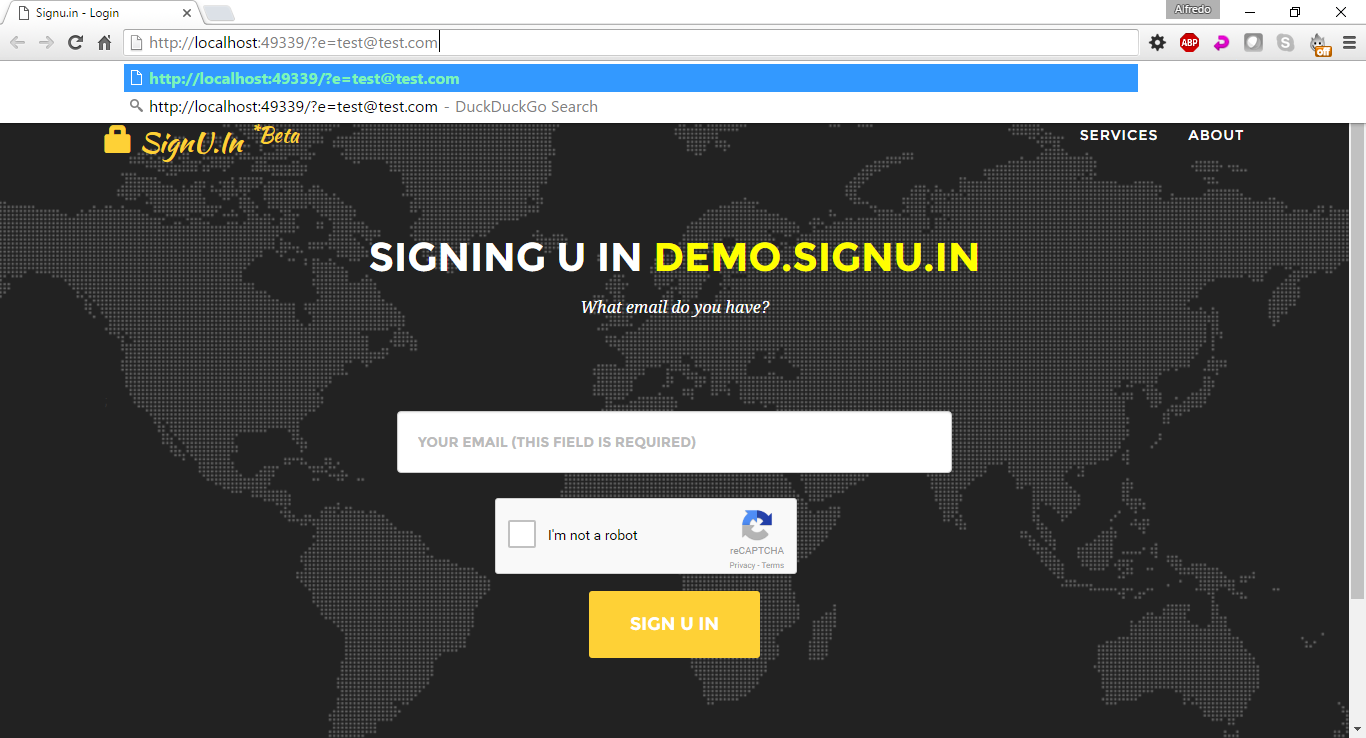 Signu.in - Login
Alfredo
http://localhost:49339/?e=test@test.com
ABP
S
off
http://localhost:49339/?e=test@test.com
http://localhost:49339/?e=test@test.com - DuckDuckGo Search
SignU.In *Beta
SERVICES ABOUT
SIGNING U IN DEMO.SIGNU.IN
What email do you have?
YOUR EMAIL (THIS FIELD IS REQUIRED)
I'm not a robot
reCAPTCHA
Privacy - Terms
SIGN U IN